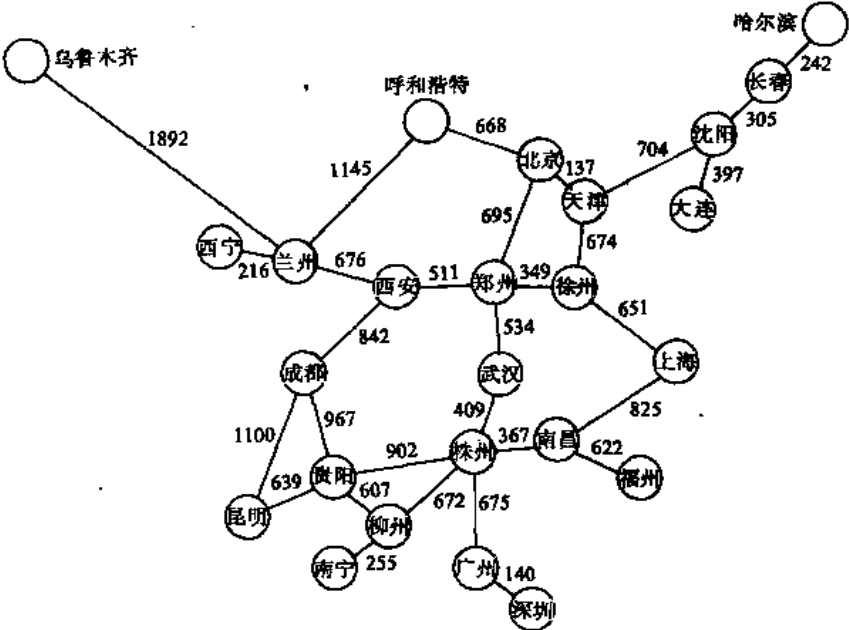 哈尔滨
242
乌鲁木齐
长春
呼和浩特
305
668
沈阳
1892
704
北京
137
1145
397
天津
大连
695
西宁
674
兰州
216
676
511
郑州
349
西安
徐州
651
842
534
成都
武汉
上海
409
825
967
1100
367
南昌
902
株州
622
639
贵阳
福州
607
672
675
昆明
柳州
255
南宁
广州
140
深圳